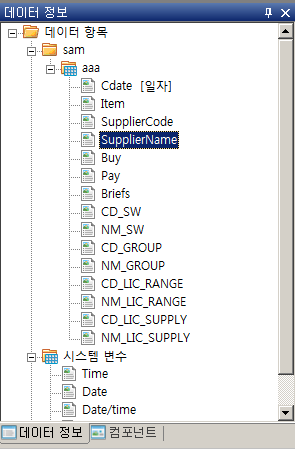 데이터 정보
데이터 항목
sam
aaa
Cdate [일자]
Item
SupplierCode
SupplierName
Buy
Pay
Briefs
CD_SW
NM_SW
CD_GROUP
NM_GROUP
CD_LIC_RANGE
NM_LIC_RANGE
CD_LIC_SUPPLY
NM_LIC_SUPPLY
시스템 변수
Time
Date
Date/time
데이터 정보 컴포넌트